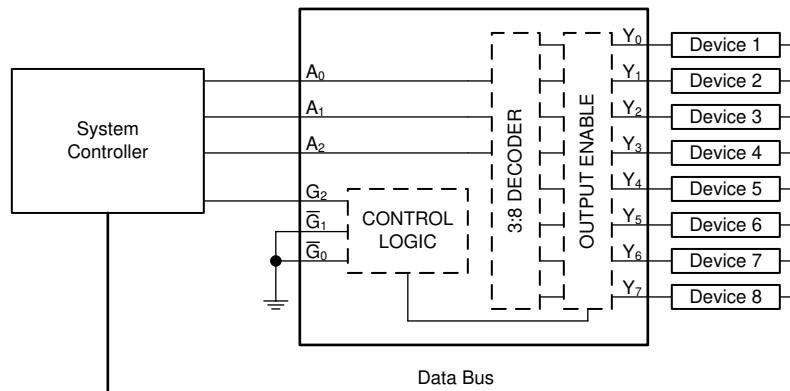 System
Controller
A₀
A₁
A₂
G₂
G̅₁
G̅₀
CONTROL
LOGIC
3:8 DECODER
OUTPUT ENABLE
Y₀
Y₁
Y₂
Y₃
Y₄
Y₅
Y₆
Y₇
Device 1
Device 2
Device 3
Device 4
Device 5
Device 6
Device 7
Device 8
Data Bus